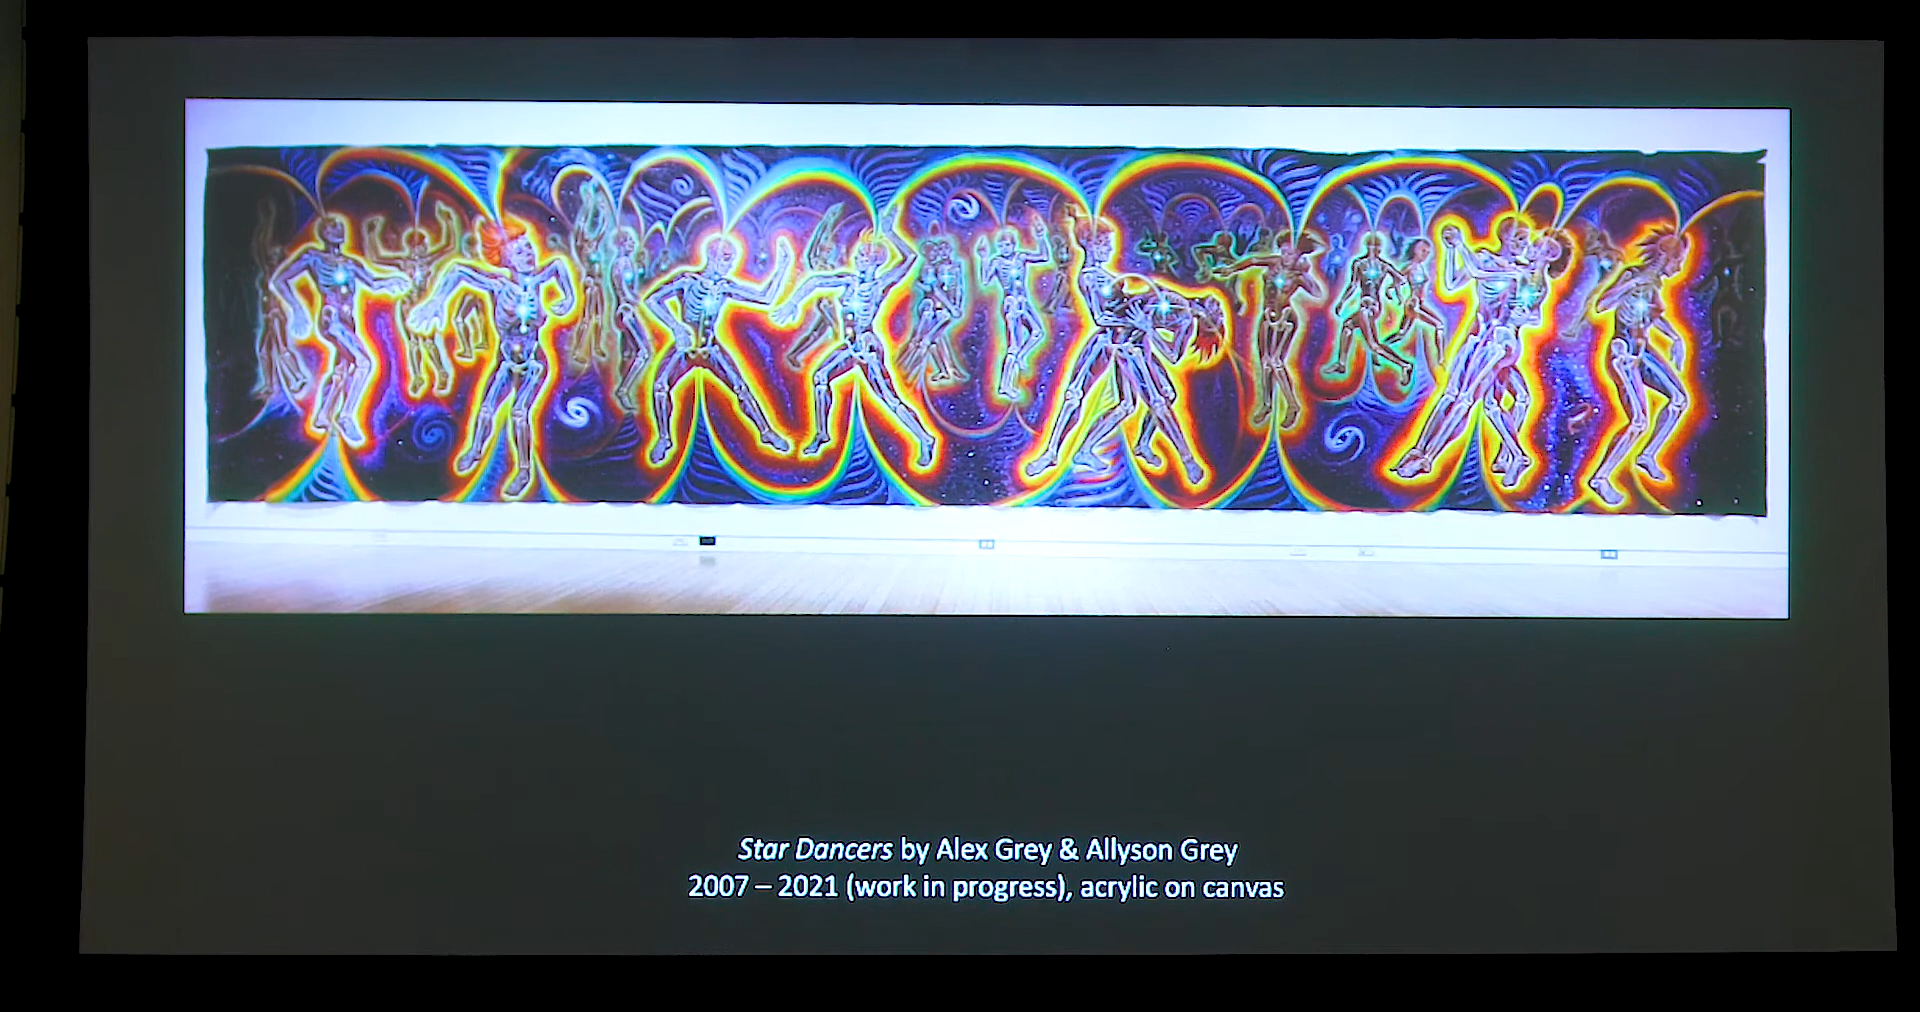 Star Dancers by Alex Grey & Allyson Grey
2007 – 2021 (work in progress), acrylic on canvas